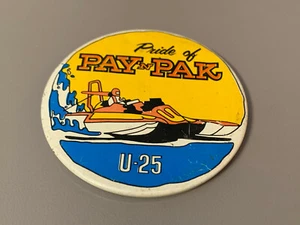 Pride of
PAY 'N PAK
U-25